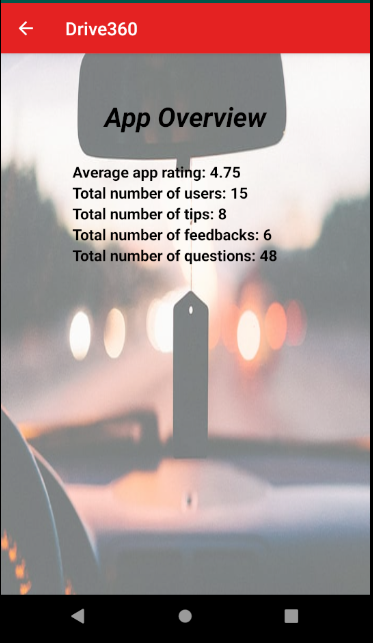 Drive360
App Overview
Average app rating: 4.75
Total number of users: 15
Total number of tips: 8
Total number of feedbacks: 6
Total number of questions: 48